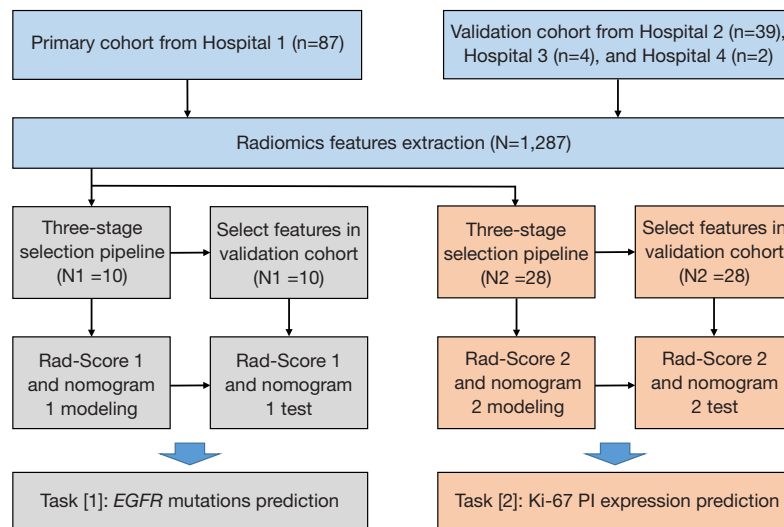 Primary cohort from Hospital 1 (n=87)
Validation cohort from Hospital 2 (n=39),
Hospital 3 (n=4), and Hospital 4 (n=2)
Radiomics features extraction (N=1,287)
Three-stage
selection pipeline
(N1 =10)
Select features in
validation cohort
(N1 =10)
Three-stage
selection pipeline
(N2 =28)
Select features in
validation cohort
(N2 =28)
Rad-Score 1
and nomogram
1 modeling
Rad-Score 1
and nomogram
1 test
Rad-Score 2
and nomogram
2 modeling
Rad-Score 2
and nomogram
2 test
Task [1]: EGFR mutations prediction
Task [2]: Ki-67 PI expression prediction